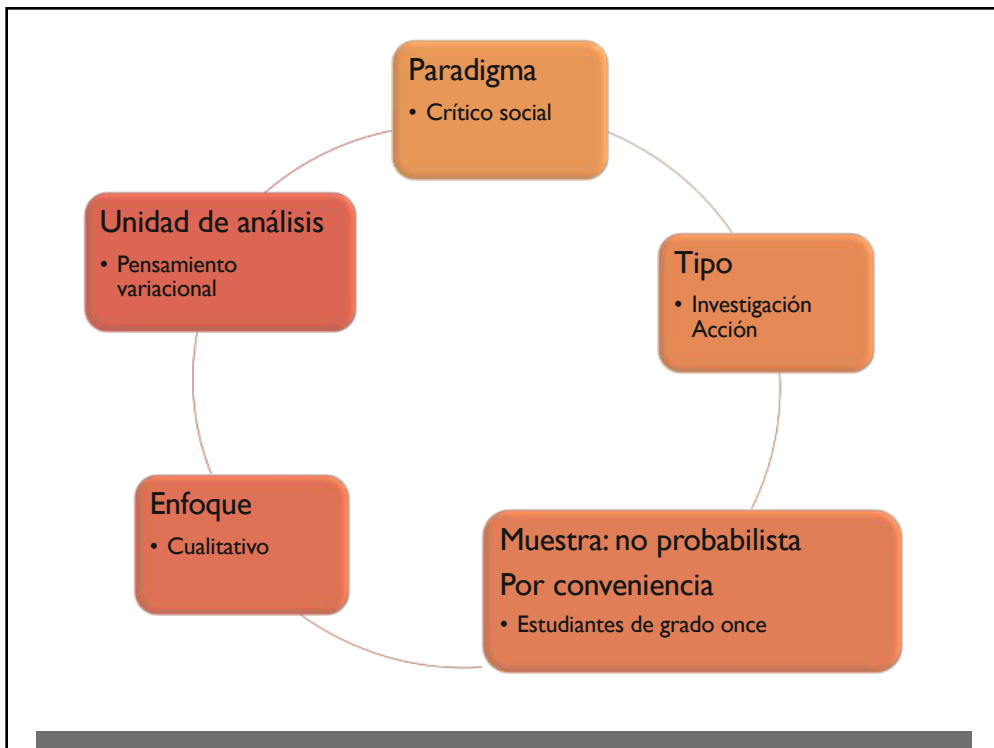 Paradigma
• Crítico social
Tipo
• Investigación
Acción
Muestra: no probabilista
Por conveniencia
• Estudiantes de grado once
Enfoque
• Cualitativo
Unidad de análisis
• Pensamiento
variacional